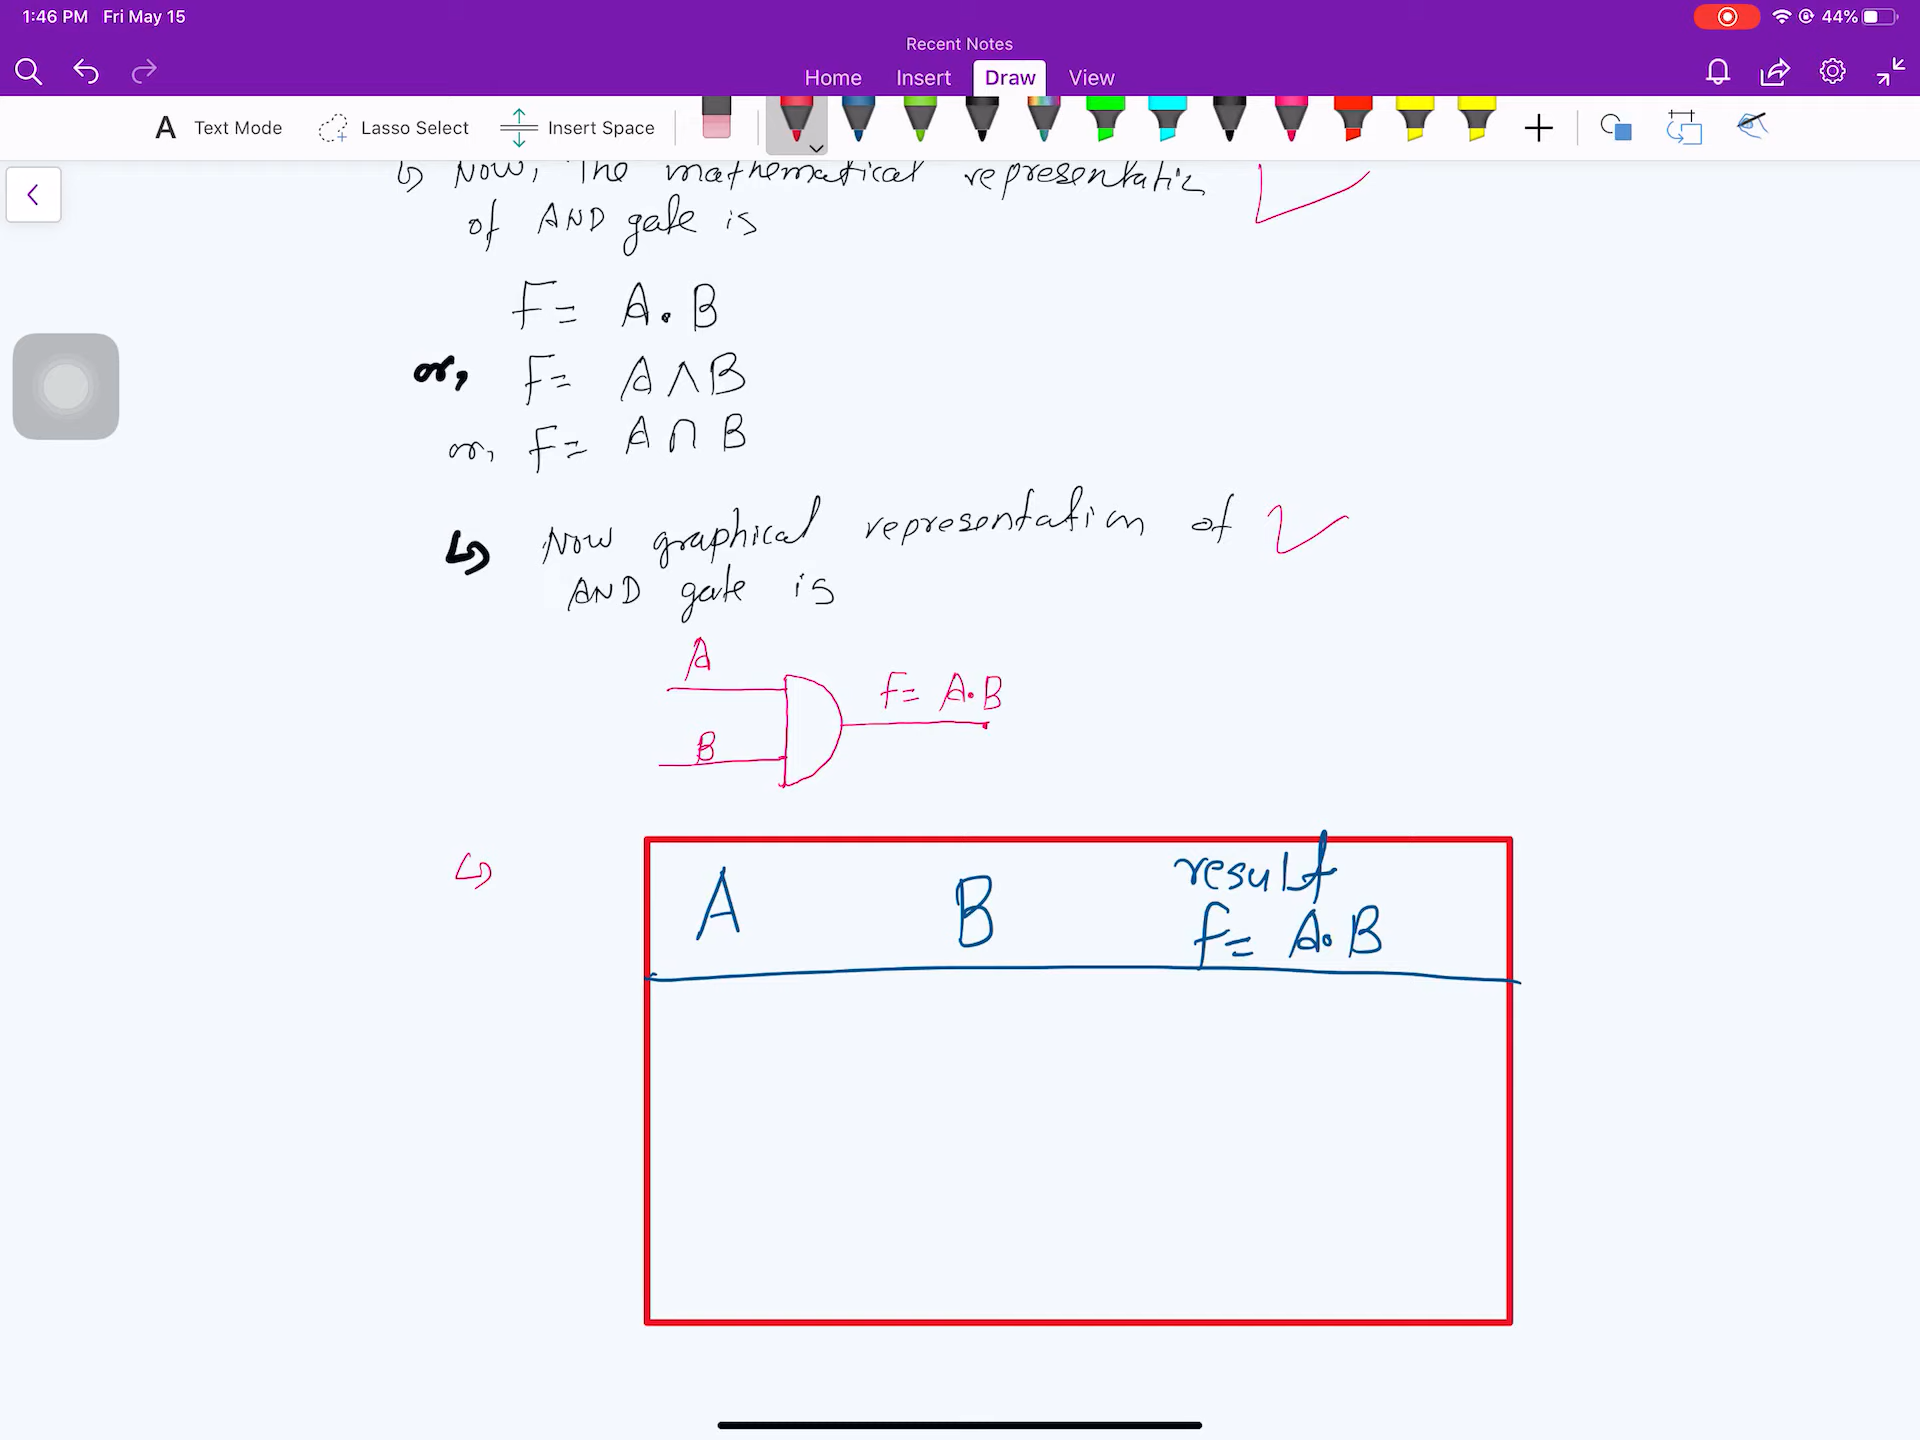 1:46 PM Fri May 15
44%
Recent Notes
Home Insert Draw View
A Text Mode Lasso Select Insert Space
↳ Now, The mathematical representatin
of AND gate is
F= A.B
or, F= A∧B
or, F= A∩B
↳ Now graphical representation of
AND gate is
A
F= A.B
B
↳
result
A B F= A.B